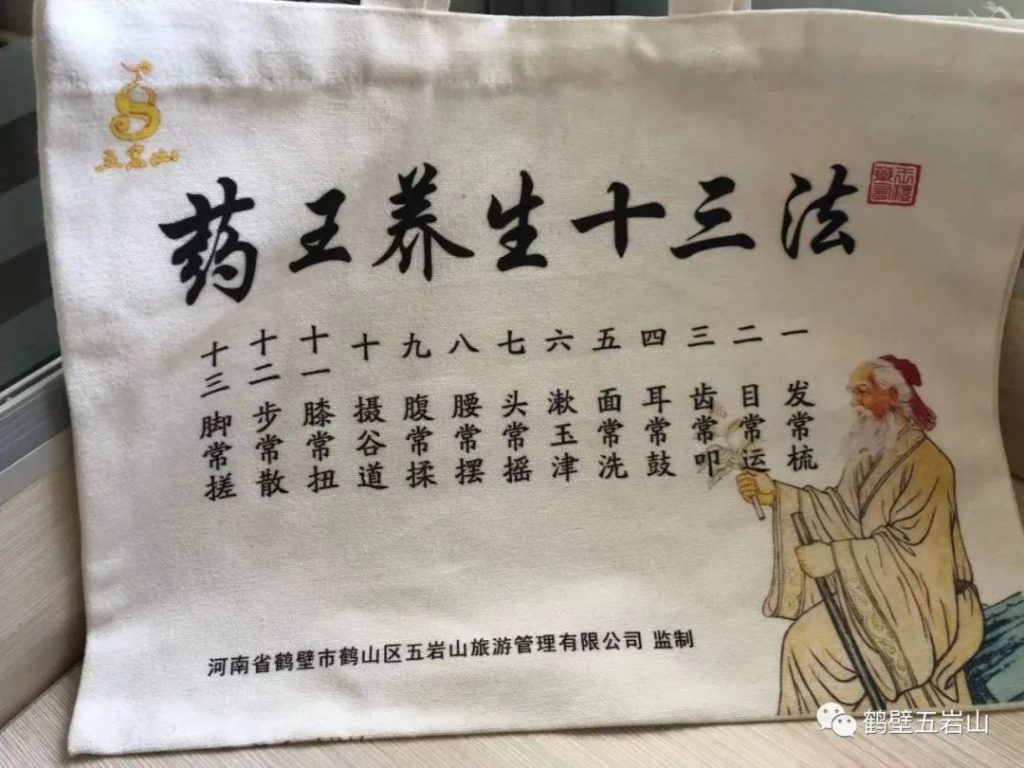 五岩山
药王养生十三法
一 发常梳
二 目常运
三 齿常叩
四 耳常鼓
五 面常洗
六 漱玉津
七 头常摇
八 腰常摆
九 腹常揉
十 摄谷道
十一 膝常扭
十二 步常散
十三 脚常搓
河南省鹤壁市鹤山区五岩山旅游管理有限公司 监制
鹤壁五岩山